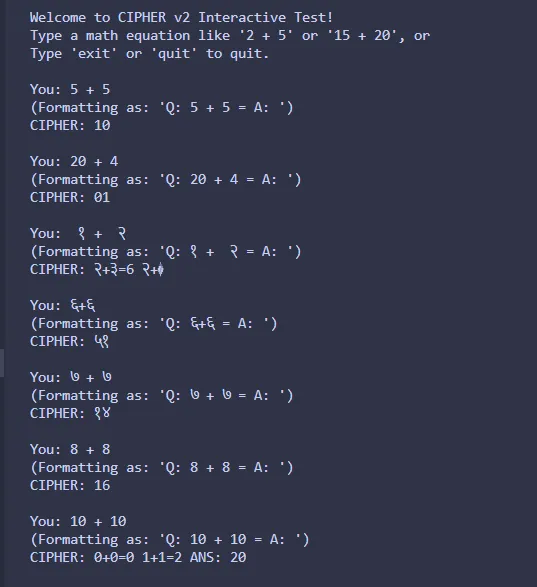 Welcome to CIPHER v2 Interactive Test!
Type a math equation like '2 + 5' or '15 + 20', or
Type 'exit' or 'quit' to quit.
You: 5 + 5
(Formatting as: 'Q: 5 + 5 = A: ')
CIPHER: 10
You: 20 + 4
(Formatting as: 'Q: 20 + 4 = A: ')
CIPHER: 01
You:  १ +  २
(Formatting as: 'Q: १ +  २ = A: ')
CIPHER: २+३=6 २+�
You: ६+६
(Formatting as: 'Q: ६+६ = A: ')
CIPHER: ५१
You: ७ + ७
(Formatting as: 'Q: ७ + ७ = A: ')
CIPHER: १४
You: 8 + 8
(Formatting as: 'Q: 8 + 8 = A: ')
CIPHER: 16
You: 10 + 10
(Formatting as: 'Q: 10 + 10 = A: ')
CIPHER: 0+0=0 1+1=2 ANS: 20